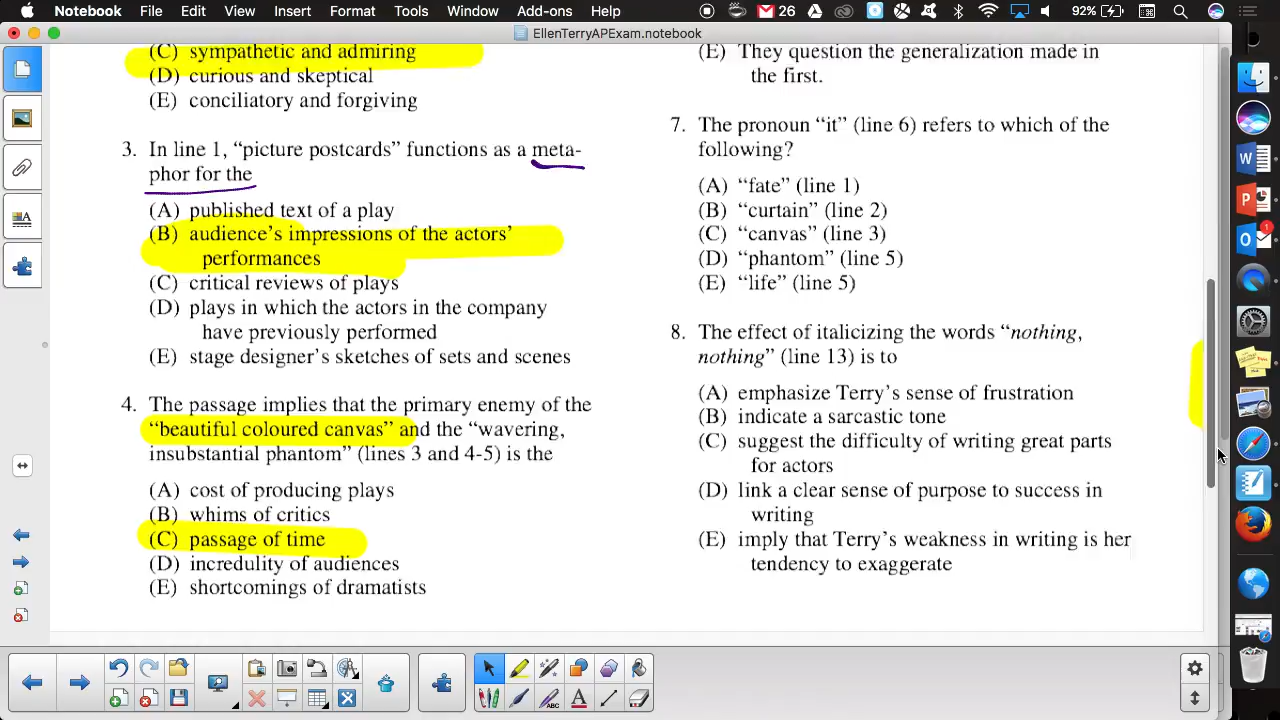 Notebook File Edit View Insert Format Tools Window Add-ons Help 26 92%
EllenTerryAPExam.notebook
(C) sympathetic and admiring
(D) curious and skeptical
(E) conciliatory and forgiving
3. In line 1, “picture postcards” functions as a meta-
phor for the
(A) published text of a play
(B) audience’s impressions of the actors’
performances
(C) critical reviews of plays
(D) plays in which the actors in the company
have previously performed
(E) stage designer’s sketches of sets and scenes
4. The passage implies that the primary enemy of the
“beautiful coloured canvas” and the “wavering,
insubstantial phantom” (lines 3 and 4-5) is the
(A) cost of producing plays
(B) whims of critics
(C) passage of time
(D) incredulity of audiences
(E) shortcomings of dramatists
(E) They question the generalization made in
the first.
7. The pronoun “it” (line 6) refers to which of the
following?
(A) “fate” (line 1)
(B) “curtain” (line 2)
(C) “canvas” (line 3)
(D) “phantom” (line 5)
(E) “life” (line 5)
8. The effect of italicizing the words “nothing,
nothing” (line 13) is to
(A) emphasize Terry’s sense of frustration
(B) indicate a sarcastic tone
(C) suggest the difficulty of writing great parts
for actors
(D) link a clear sense of purpose to success in
writing
(E) imply that Terry’s weakness in writing is her
tendency to exaggerate